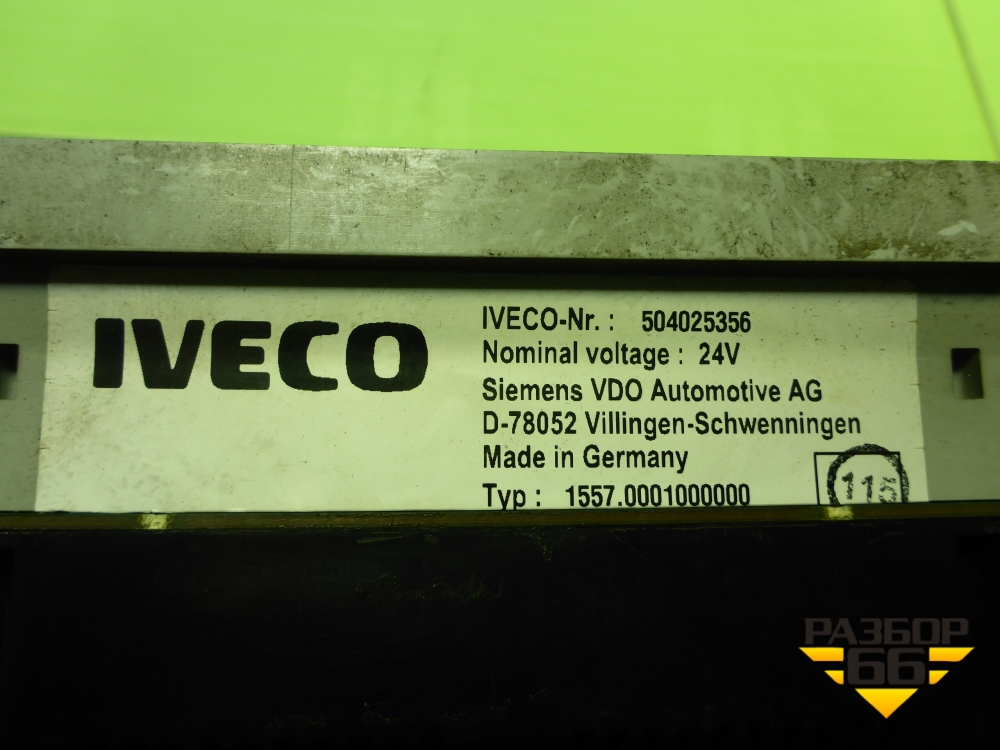 IVECO
IVECO-Nr. : 504025356
Nominal voltage : 24V
Siemens VDO Automotive AG
D-78052 Villingen-Schwenningen
Made in Germany
Typ : 1557.0001000000
115
РАЗБОР
66